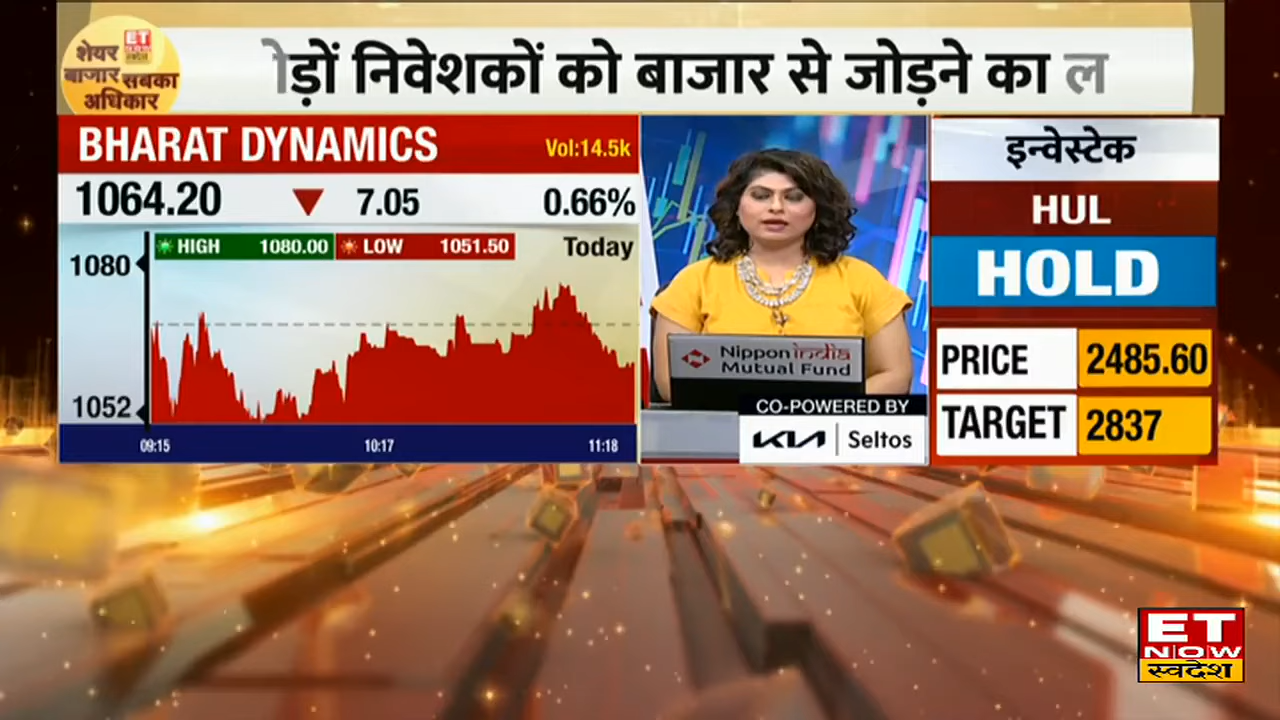 शेयर
बाजार सबका
अधिकार
ET
NOW
स्वदेश
निवेशकों को बाजार से जोड़ने का
BHARAT DYNAMICS
Vol:14.5k
1064.20 ▼ 7.05 0.66%
HIGH 1080.00 LOW 1051.50 Today
1080
1052
09:15 10:17 11:18
Nippon india
Mutual Fund
CO-POWERED BY
KIA Seltos
इन्वेस्टेक
HUL
HOLD
PRICE 2485.60
TARGET 2837
ET
NOW
स्वदेश